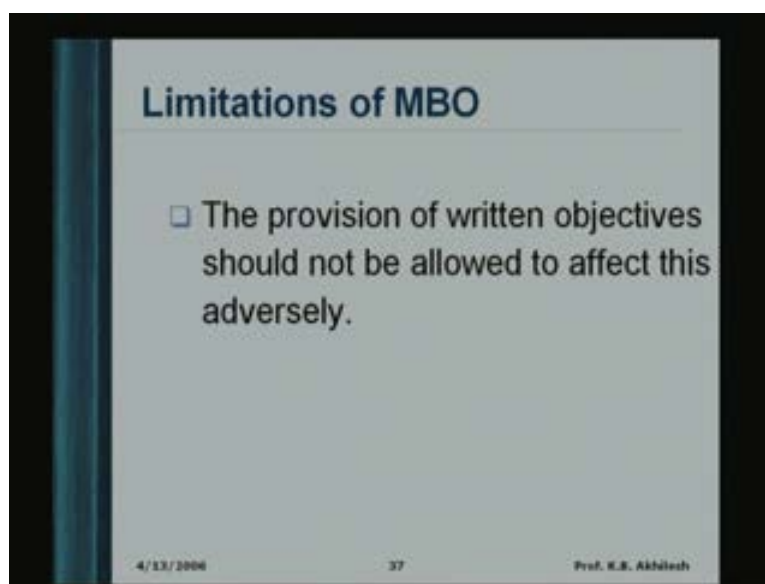 Limitations of MBO
The provision of written objectives
should not be allowed to affect this
adversely.
4/13/2006 37 Prof. K.B. Akhilesh